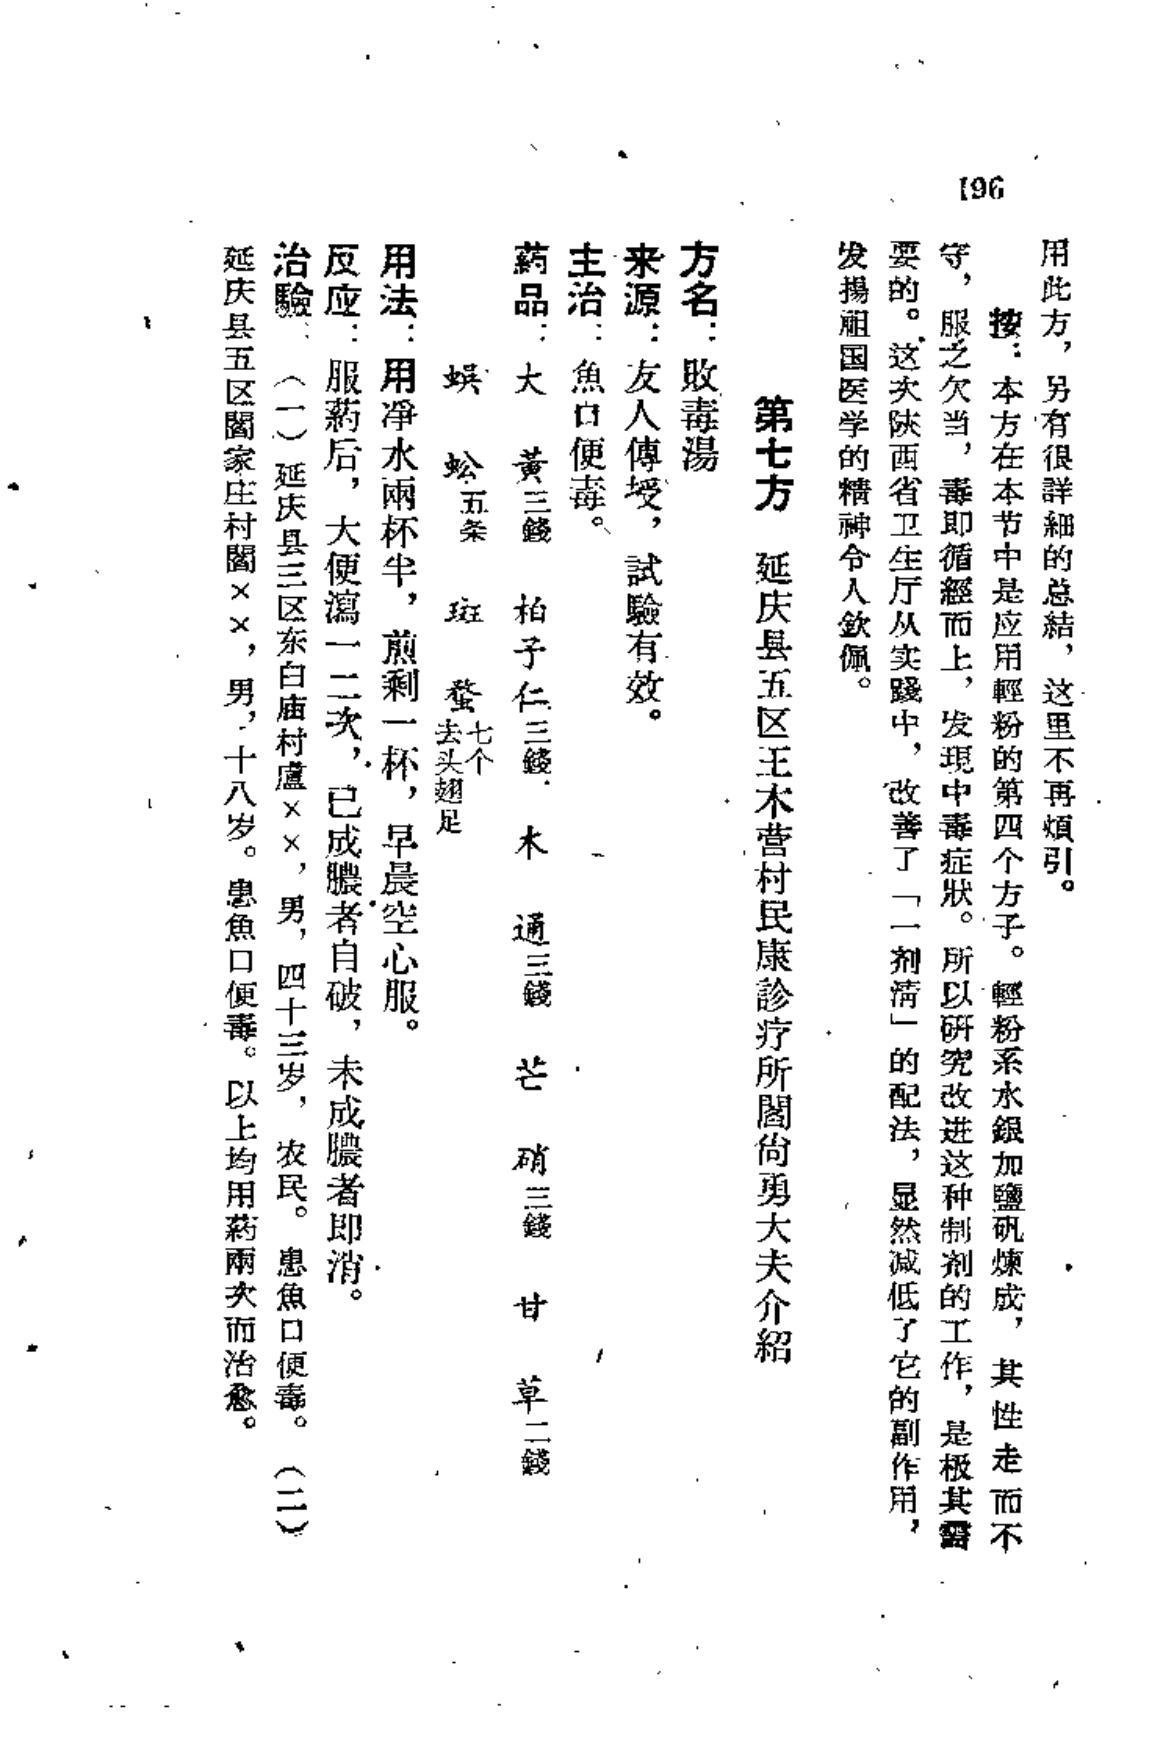 196
用此方，另有很詳細的总結，这里不再煩引。
按：本方在本节中是应用輕粉的第四个方子。輕粉系水銀加鹽矾煉成，其性走而不
守，服之欠当，毒即循經而上，发現中毒症狀。所以研究改进这种制剂的工作，是极其需
要的。这次陕西省卫生厅从实踐中，改善了「一剂清」的配法，显然减低了它的副作用，
发揚祖国医学的精神令人欽佩。
第七方　延庆县五区王木营村民康診疗所閻尙勇大夫介紹
方名：敗毒湯
来源：友人傳授，試驗有效。
主治：魚口便毒。
药品：大　黃三錢　柏子仁三錢　木　通三錢　芒　硝三錢　甘　草二錢
蜈　蚣五条　斑　蝥七个去头翅足
用法：用淨水兩杯半，煎剩一杯，早晨空心服。
反应：服药后，大便瀉一二次，已成膿者自破，未成膿者即消。
治驗：（一）延庆县三区东白庙村盧××，男，四十三岁，农民。患魚口便毒。（二）
延庆县五区閻家庄村閻××，男，十八岁。患魚口便毒。以上均用药兩次而治愈。